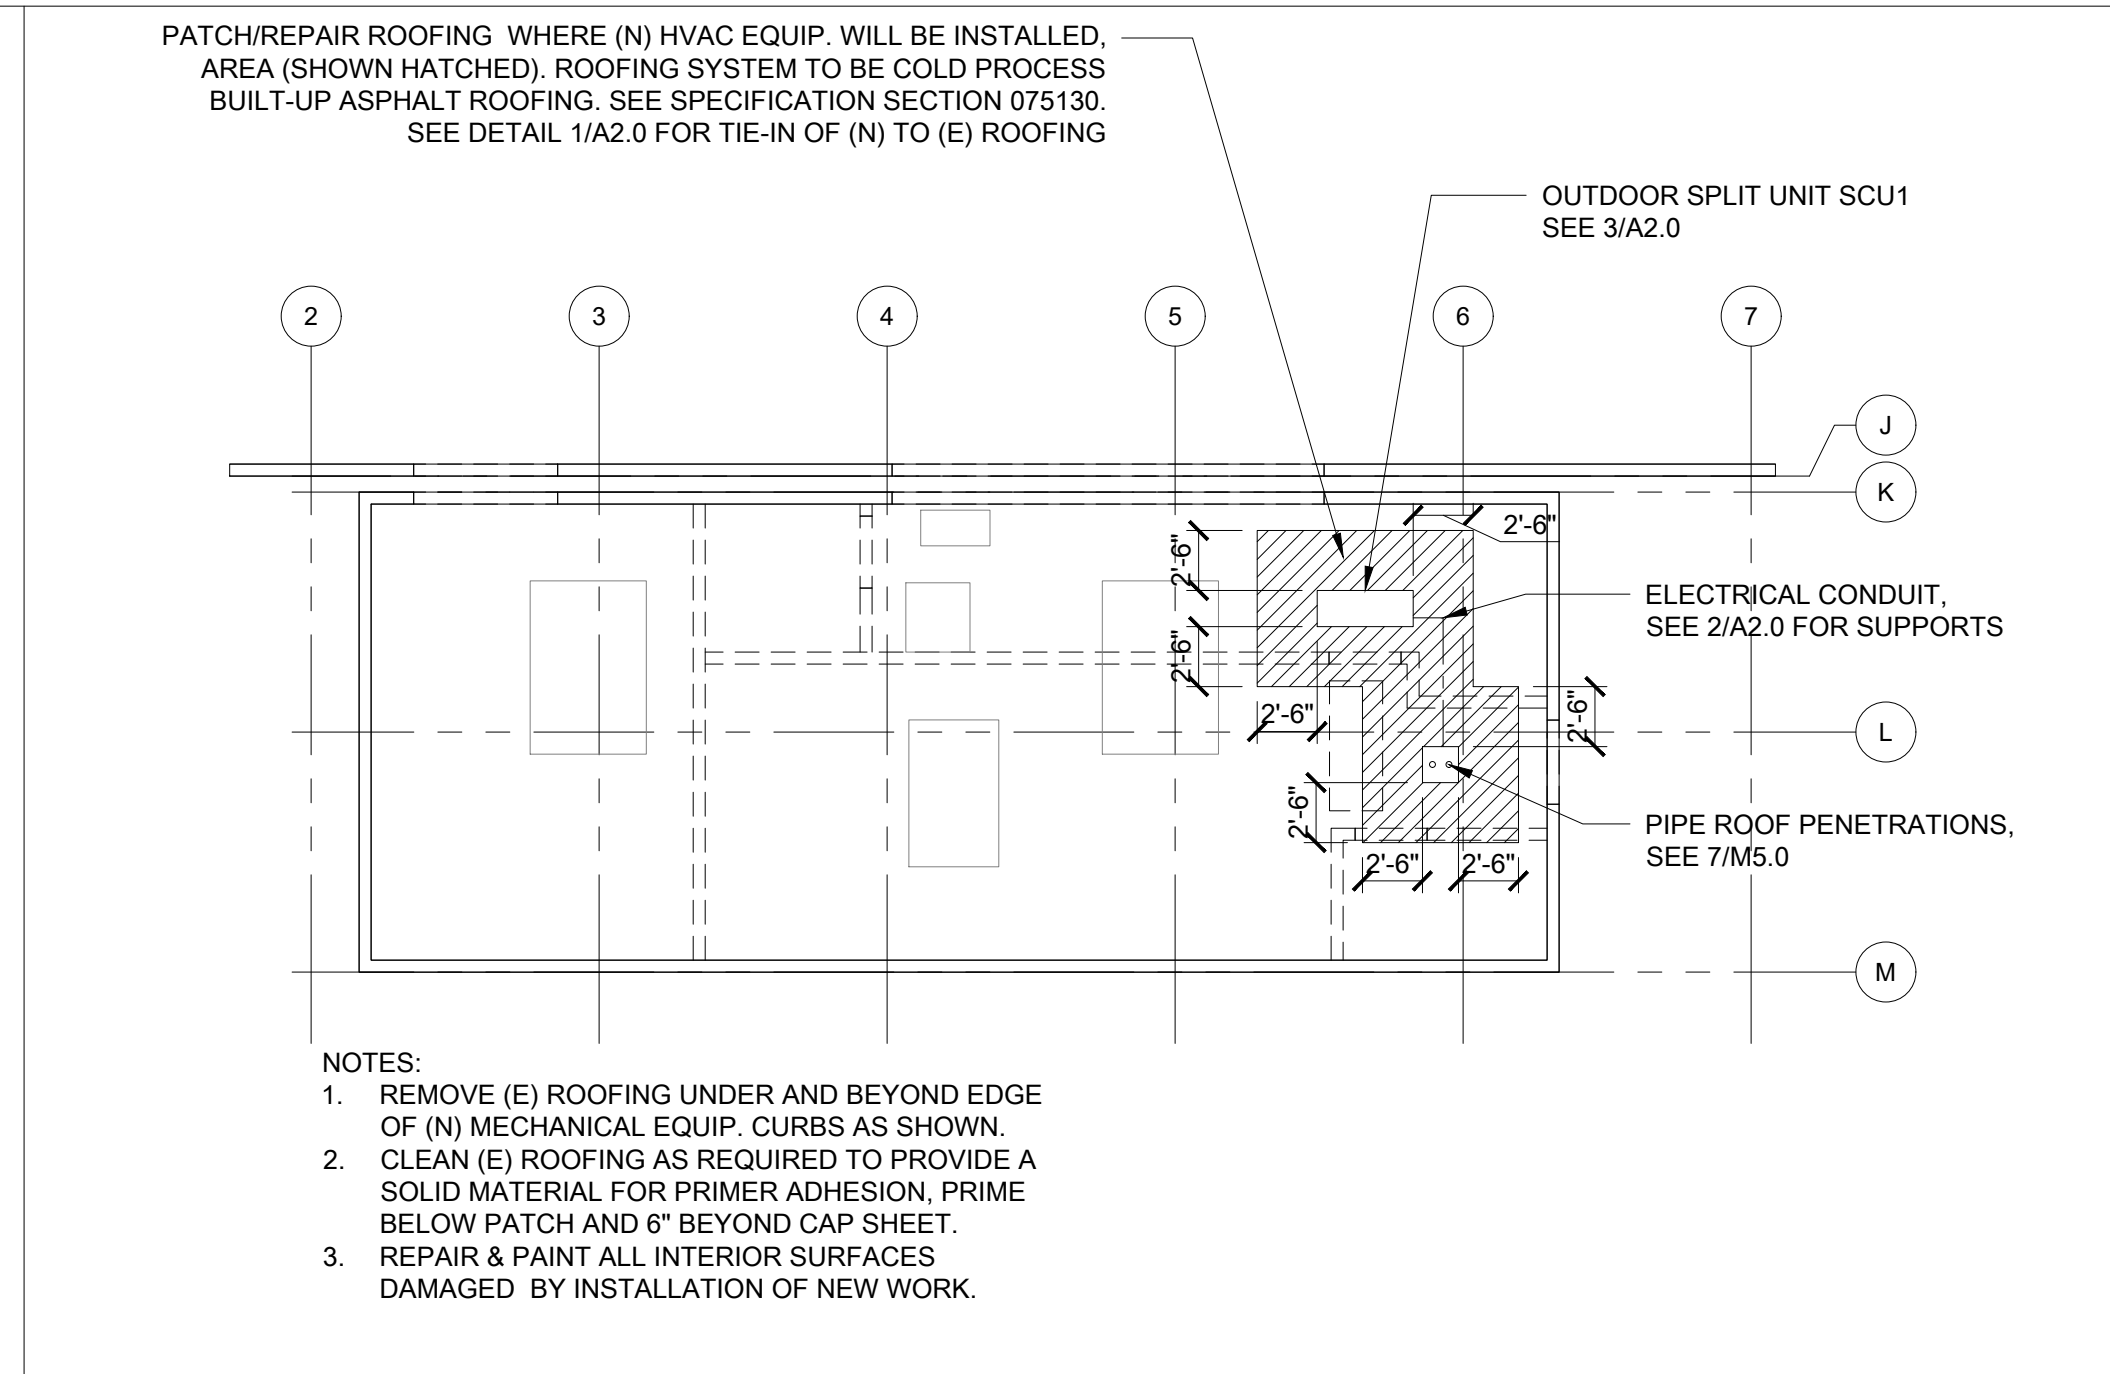 PATCH/REPAIR ROOFING  WHERE (N) HVAC EQUIP. WILL BE INSTALLED,
AREA (SHOWN HATCHED). ROOFING SYSTEM TO BE COLD PROCESS
BUILT-UP ASPHALT ROOFING. SEE SPECIFICATION SECTION 075130.
SEE DETAIL 1/A2.0 FOR TIE-IN OF (N) TO (E) ROOFING
OUTDOOR SPLIT UNIT SCU1
SEE 3/A2.0
2
3
4
5
6
7
J
K
2'-6"
2'-6"
ELECTRICAL CONDUIT,
SEE 2/A2.0 FOR SUPPORTS
2'-6"
2'-6"
2'-6"
L
2'-6"
PIPE ROOF PENETRATIONS,
SEE 7/M5.0
2'-6"
2'-6"
M
NOTES:
1. REMOVE (E) ROOFING UNDER AND BEYOND EDGE
OF (N) MECHANICAL EQUIP. CURBS AS SHOWN.
2. CLEAN (E) ROOFING AS REQUIRED TO PROVIDE A
SOLID MATERIAL FOR PRIMER ADHESION, PRIME
BELOW PATCH AND 6" BEYOND CAP SHEET.
3. REPAIR & PAINT ALL INTERIOR SURFACES
DAMAGED  BY INSTALLATION OF NEW WORK.